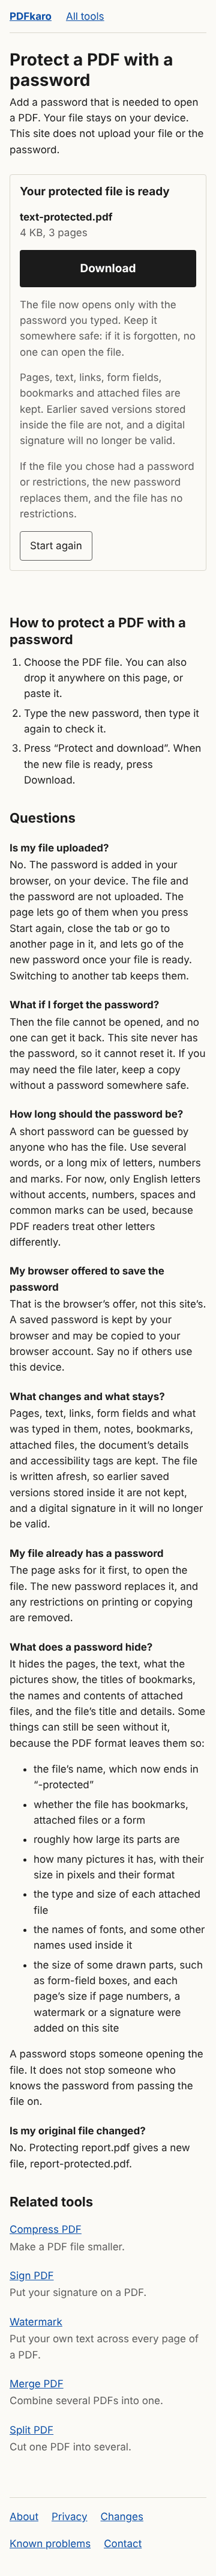 PDFkaro All tools
Protect a PDF with a
password
Add a password that is needed to open
a PDF. Your file stays on your device.
This site does not upload your file or the
password.
Your protected file is ready
text-protected.pdf
4 KB, 3 pages
Download
The file now opens only with the
password you typed. Keep it
somewhere safe: if it is forgotten, no
one can open the file.
Pages, text, links, form fields,
bookmarks and attached files are
kept. Earlier saved versions stored
inside the file are not, and a digital
signature will no longer be valid.
If the file you chose had a password
or restrictions, the new password
replaces them, and the file has no
restrictions.
Start again
How to protect a PDF with a
password
1. Choose the PDF file. You can also
drop it anywhere on this page, or
paste it.
2. Type the new password, then type it
again to check it.
3. Press “Protect and download”. When
the new file is ready, press
Download.
Questions
Is my file uploaded?
No. The password is added in your
browser, on your device. The file and
the password are not uploaded. The
page lets go of them when you press
Start again, close the tab or go to
another page in it, and lets go of the
new password once your file is ready.
Switching to another tab keeps them.
What if I forget the password?
Then the file cannot be opened, and no
one can get it back. This site never has
the password, so it cannot reset it. If you
may need the file later, keep a copy
without a password somewhere safe.
How long should the password be?
A short password can be guessed by
anyone who has the file. Use several
words, or a long mix of letters, numbers
and marks. For now, only English letters
without accents, numbers, spaces and
common marks can be used, because
PDF readers treat other letters
differently.
My browser offered to save the
password
That is the browser’s offer, not this site’s.
A saved password is kept by your
browser and may be copied to your
browser account. Say no if others use
this device.
What changes and what stays?
Pages, text, links, form fields and what
was typed in them, notes, bookmarks,
attached files, the document’s details
and accessibility tags are kept. The file
is written afresh, so earlier saved
versions stored inside it are not kept,
and a digital signature in it will no longer
be valid.
My file already has a password
The page asks for it first, to open the
file. The new password replaces it, and
any restrictions on printing or copying
are removed.
What does a password hide?
It hides the pages, the text, what the
pictures show, the titles of bookmarks,
the names and contents of attached
files, and the file’s title and details. Some
things can still be seen without it,
because the PDF format leaves them so:
• the file’s name, which now ends in
“-protected”
• whether the file has bookmarks,
attached files or a form
• roughly how large its parts are
• how many pictures it has, with their
size in pixels and their format
• the type and size of each attached
file
• the names of fonts, and some other
names used inside it
• the size of some drawn parts, such
as form-field boxes, and each
page’s size if page numbers, a
watermark or a signature were
added on this site
A password stops someone opening the
file. It does not stop someone who
knows the password from passing the
file on.
Is my original file changed?
No. Protecting report.pdf gives a new
file, report-protected.pdf.
Related tools
Compress PDF
Make a PDF file smaller.
Sign PDF
Put your signature on a PDF.
Watermark
Put your own text across every page of
a PDF.
Merge PDF
Combine several PDFs into one.
Split PDF
Cut one PDF into several.
About Privacy Changes
Known problems Contact